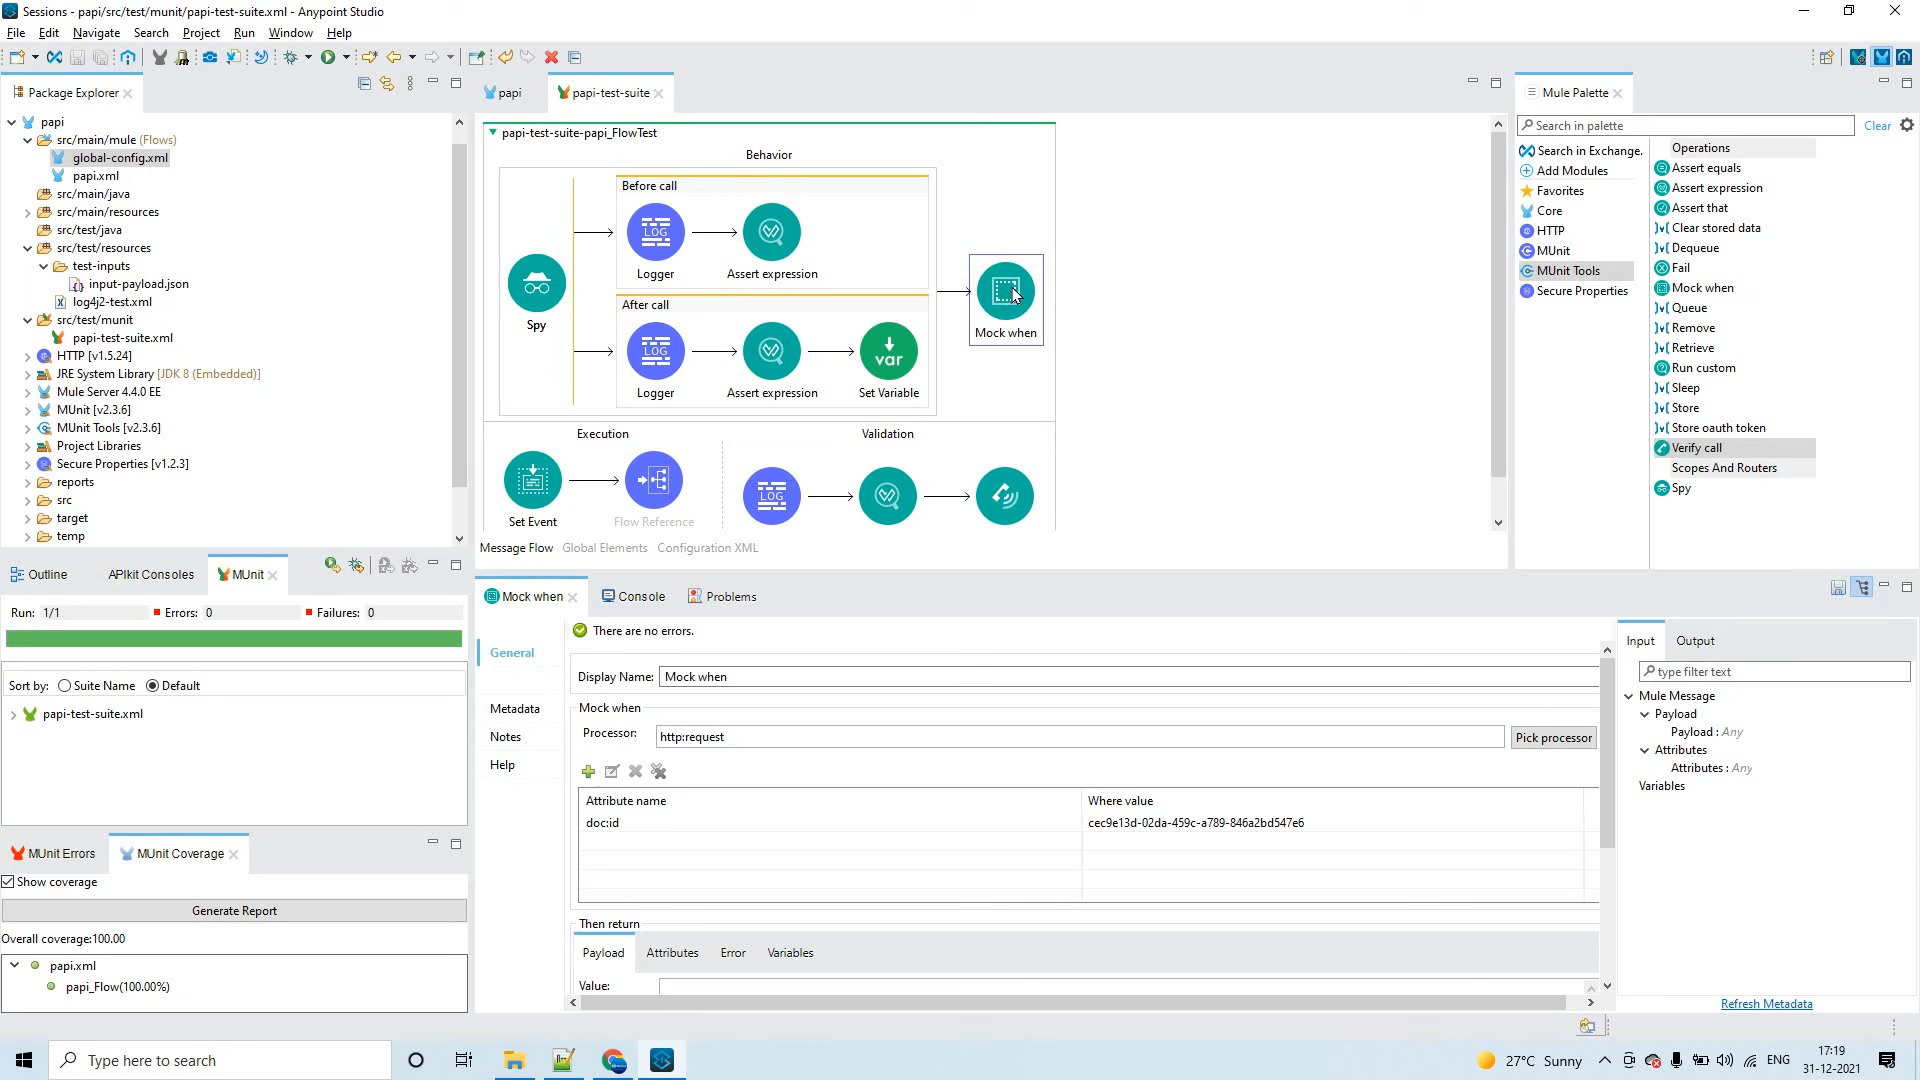 Sessions - papi/src/test/munit/papi-test-suite.xml - Anypoint Studio
File Edit Navigate Search Project Run Window Help
Package Explorer
papi
src/main/mule (Flows)
global-config.xml
papi.xml
src/main/java
src/main/resources
src/test/java
src/test/resources
test-inputs
input-payload.json
log4j2-test.xml
src/test/munit
papi-test-suite.xml
HTTP [v1.5.24]
JRE System Library [JDK 8 (Embedded)]
Mule Server 4.4.0 EE
MUnit [v2.3.6]
MUnit Tools [v2.3.6]
Project Libraries
Secure Properties [v1.2.3]
reports
src
target
temp
papi papi-test-suite
papi-test-suite-papi_FlowTest
Behavior
Before call
LOG
Logger Assert expression
Spy
After call
LOG var
Logger Assert expression Set Variable
Mock when
Execution Validation
LOG
Set Event Flow Reference
Message Flow Global Elements Configuration XML
Mule Palette
Search in palette Clear
Search in Exchange.
Add Modules
Favorites
Core
HTTP
MUnit
MUnit Tools
Secure Properties
Operations
Assert equals
Assert expression
Assert that
Clear stored data
Dequeue
Fail
Mock when
Queue
Remove
Retrieve
Run custom
Sleep
Store
Store oauth token
Verify call
Scopes And Routers
Spy
Outline APIkit Consoles MUnit
Run: 1/1 Errors: 0 Failures: 0
Sort by: Suite Name Default
papi-test-suite.xml
MUnit Errors MUnit Coverage
Show coverage
Generate Report
Overall coverage:100.00
papi.xml
papi_Flow(100.00%)
Mock when Console Problems
There are no errors.
General
Metadata
Notes
Help
Display Name: Mock when
Mock when
Processor: http:request Pick processor
Attribute name Where value
doc:id cec9e13d-02da-459c-a789-846a2bd547e6
Then return
Payload Attributes Error Variables
Value:
Input Output
type filter text
Mule Message
Payload
Payload : Any
Attributes
Attributes : Any
Variables
Refresh Metadata
Type here to search
27°C Sunny ENG 17:19
31-12-2021